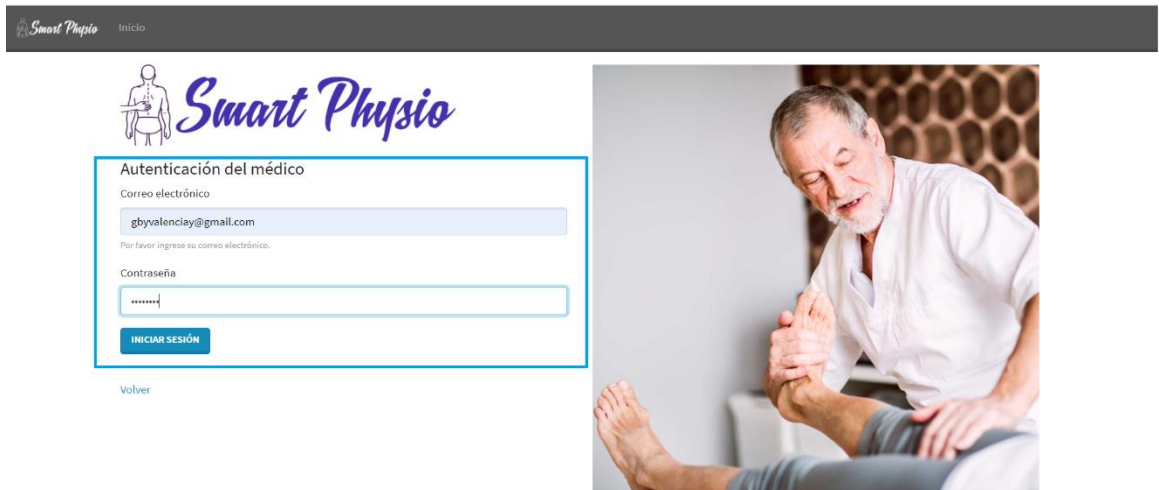 Smart Physio Inicio
Smart Physio
Autenticación del médico
Correo electrónico
gbyvalenciay@gmail.com
Por favor ingrese su correo electrónico.
Contraseña
••••••••
INICIAR SESIÓN
Volver